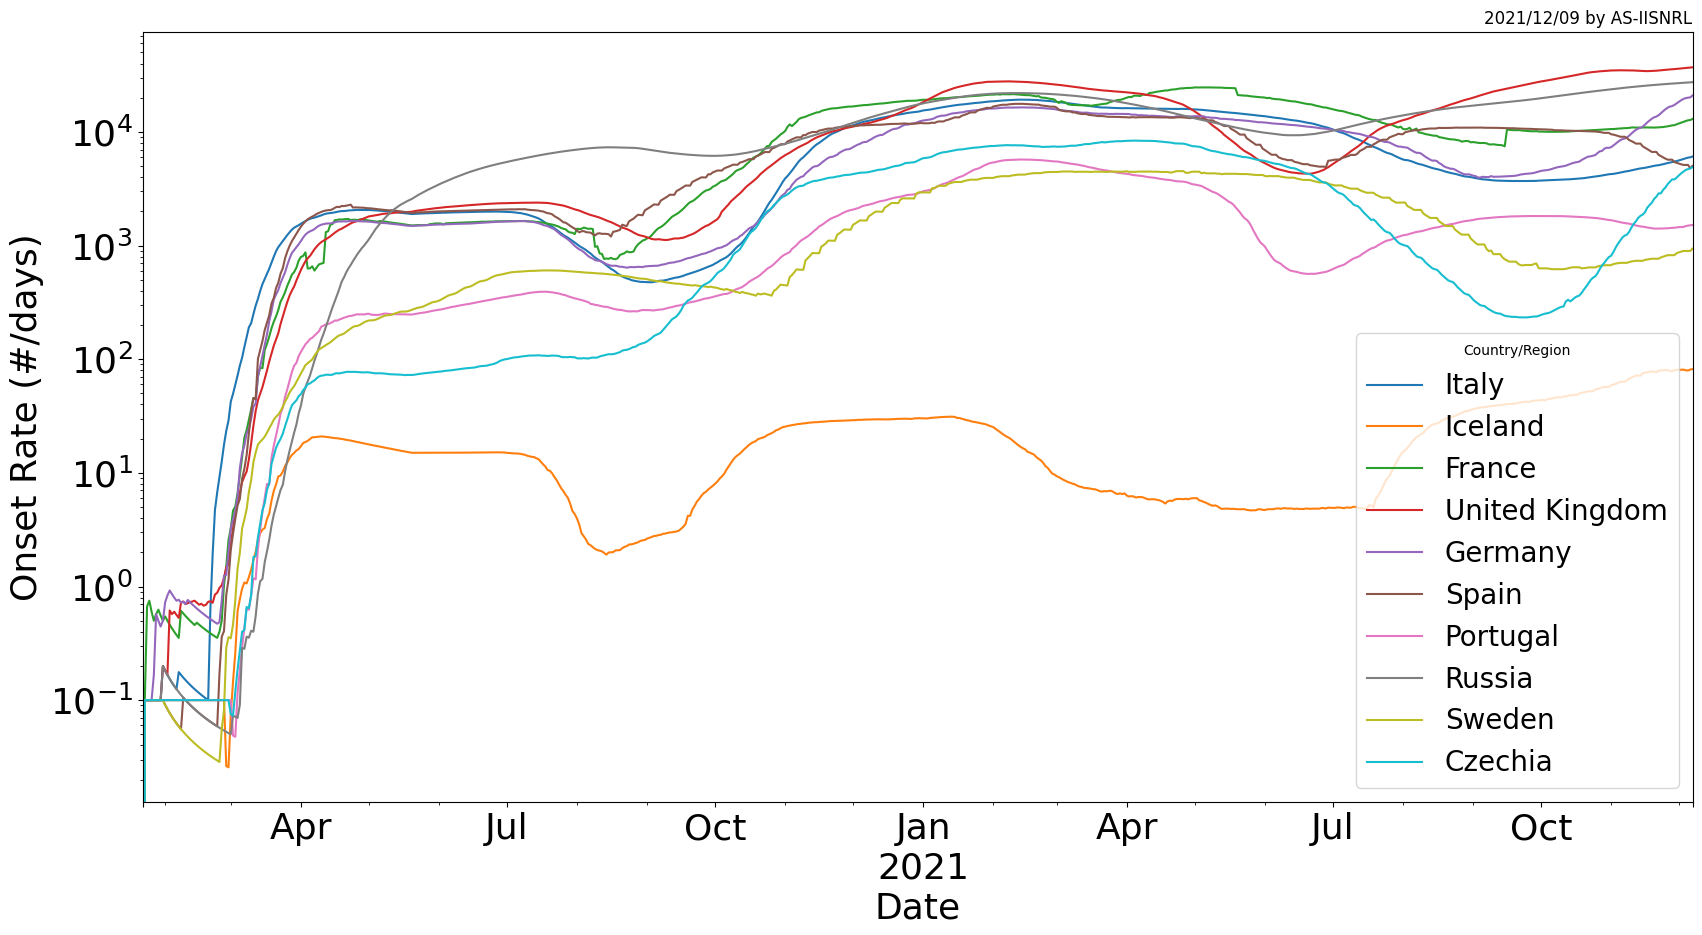 2021/12/09 by AS-IISNRL
Onset Rate (#/days)
10^4
10^3
10^2
10^1
10^0
10^−1
Country/Region
Italy
Iceland
France
United Kingdom
Germany
Spain
Portugal
Russia
Sweden
Czechia
Apr Jul Oct Jan Apr Jul Oct
2021
Date